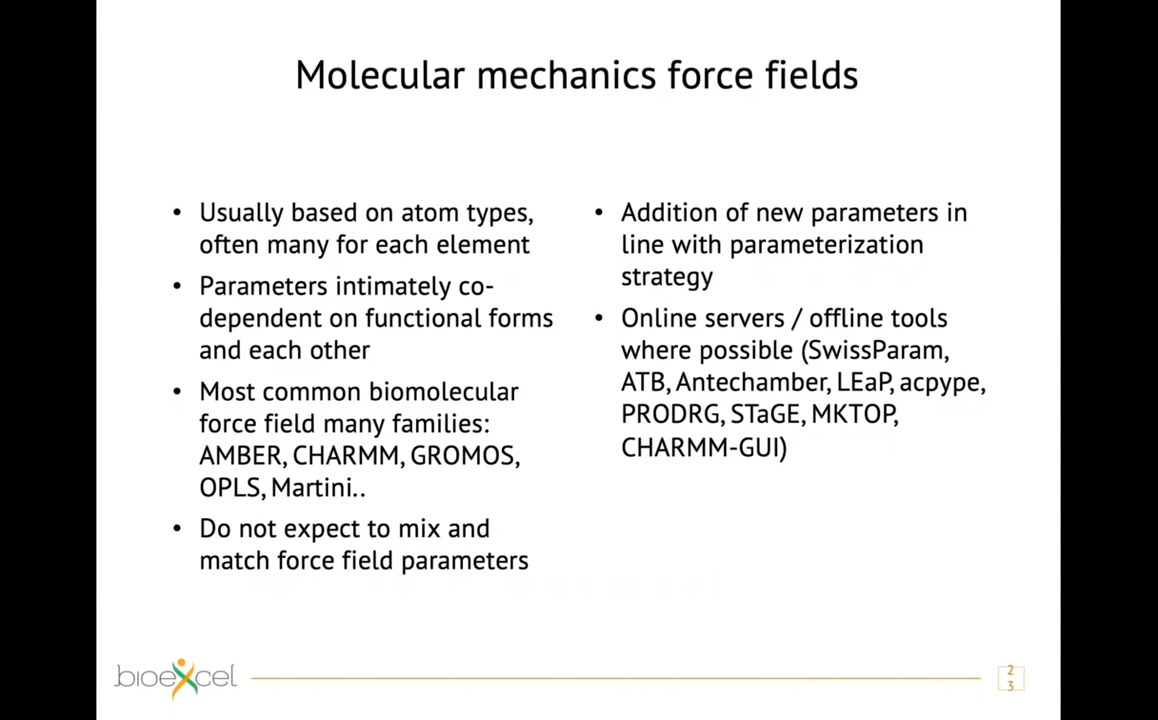 Molecular mechanics force fields
• Usually based on atom types,
often many for each element
• Parameters intimately co-
dependent on functional forms
and each other
• Most common biomolecular
force field many families:
AMBER, CHARMM, GROMOS,
OPLS, Martini..
• Do not expect to mix and
match force field parameters
• Addition of new parameters in
line with parameterization
strategy
• Online servers / offline tools
where possible (SwissParam,
ATB, Antechamber, LEaP, acpype,
PRODRG, STaGE, MKTOP,
CHARMM-GUI)
bioexcel
2
3